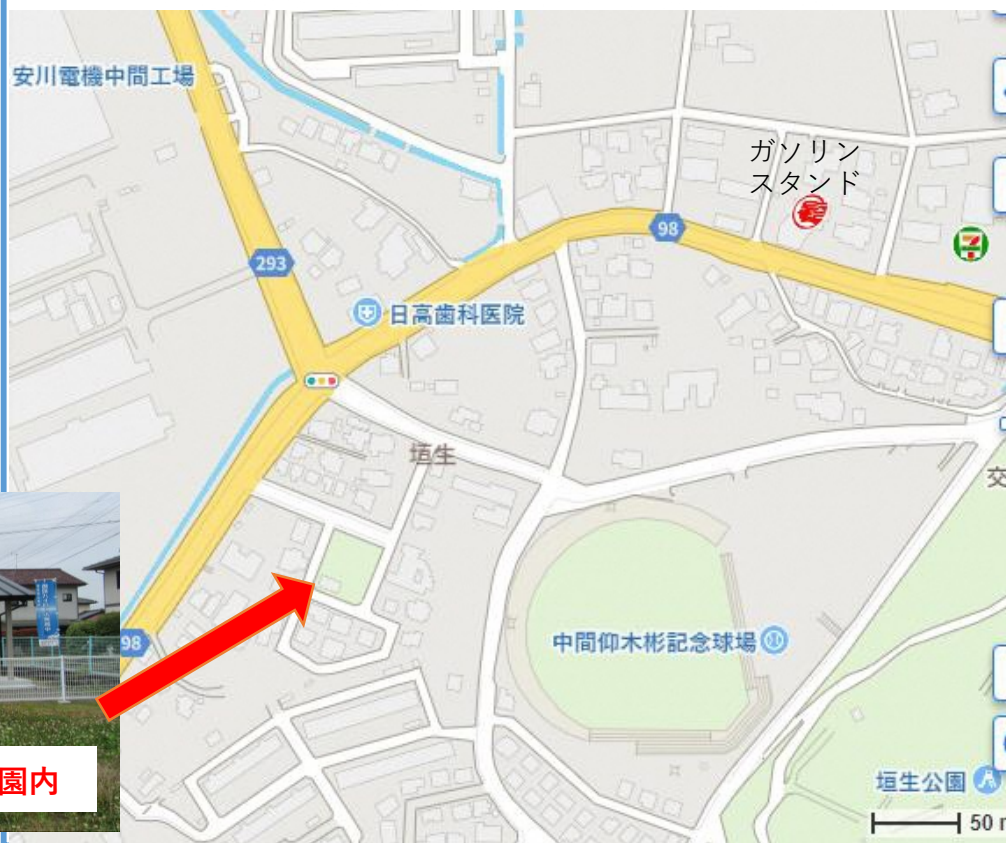 安川電機中間工場
ガソリン
スタンド
98
293
日高歯科医院
垣生
交
98
中間仰木彬記念球場
園内
垣生公園
50 m